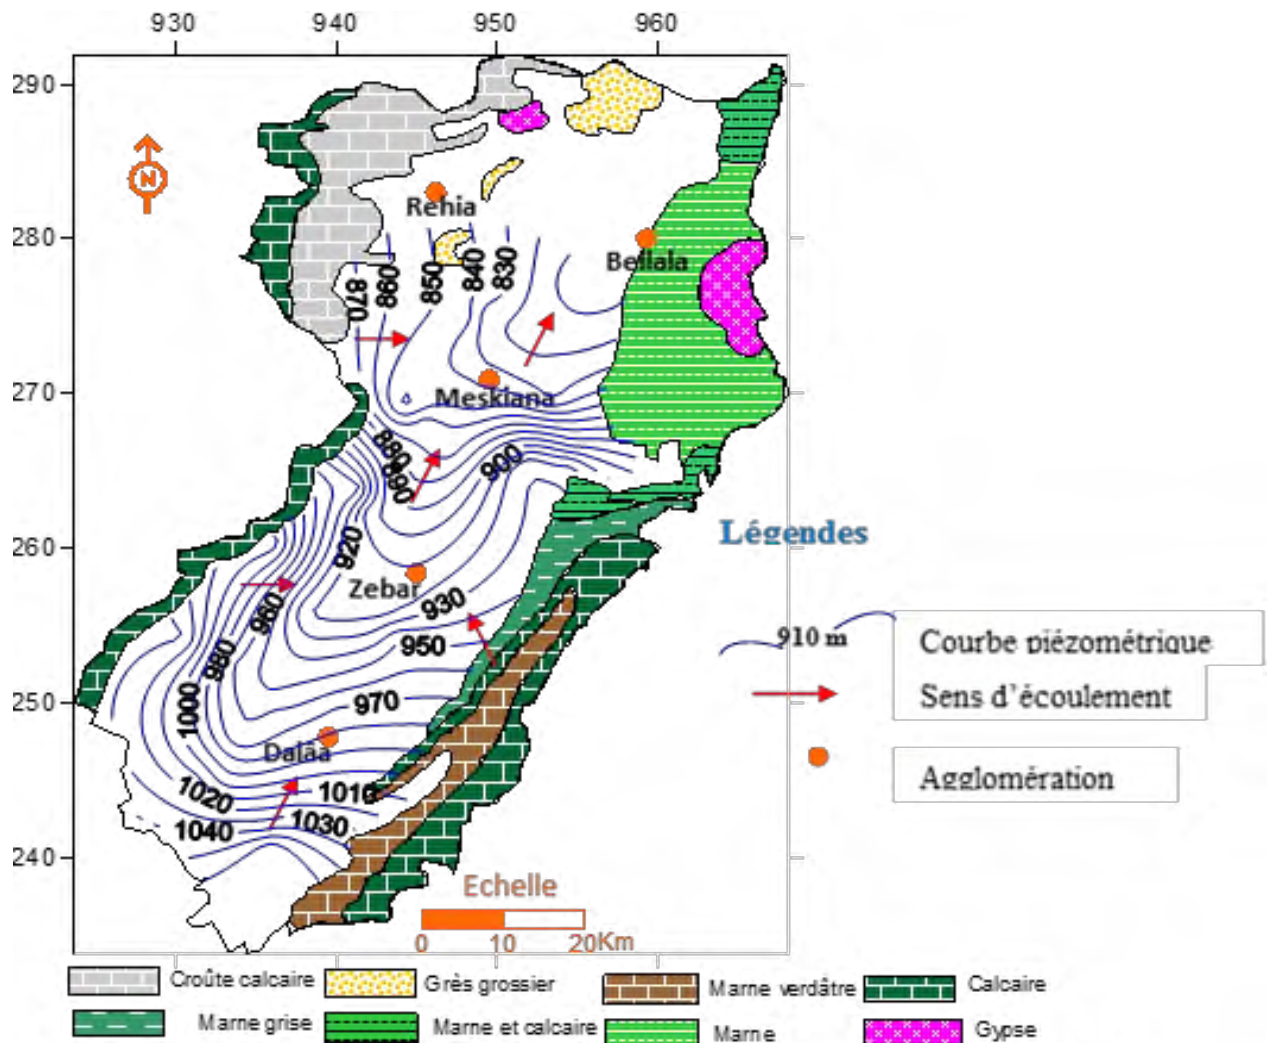 930 940 950 960
290
280
270
260
250
240
N
Rehia
Bellala
870 860 850 840 830
Meskiana
880 890 900
920
Zebar
930
960
950
980
1000
970
Dalâa
1020 1010
1040 1030
Légendes
910 m
Courbe piézométrique
Sens d'écoulement
Agglomération
Echelle
0 10 20Km
Croûte calcaire Grès grossier Marne verdâtre Calcaire
Marne grise Marne et calcaire Marne Gypse